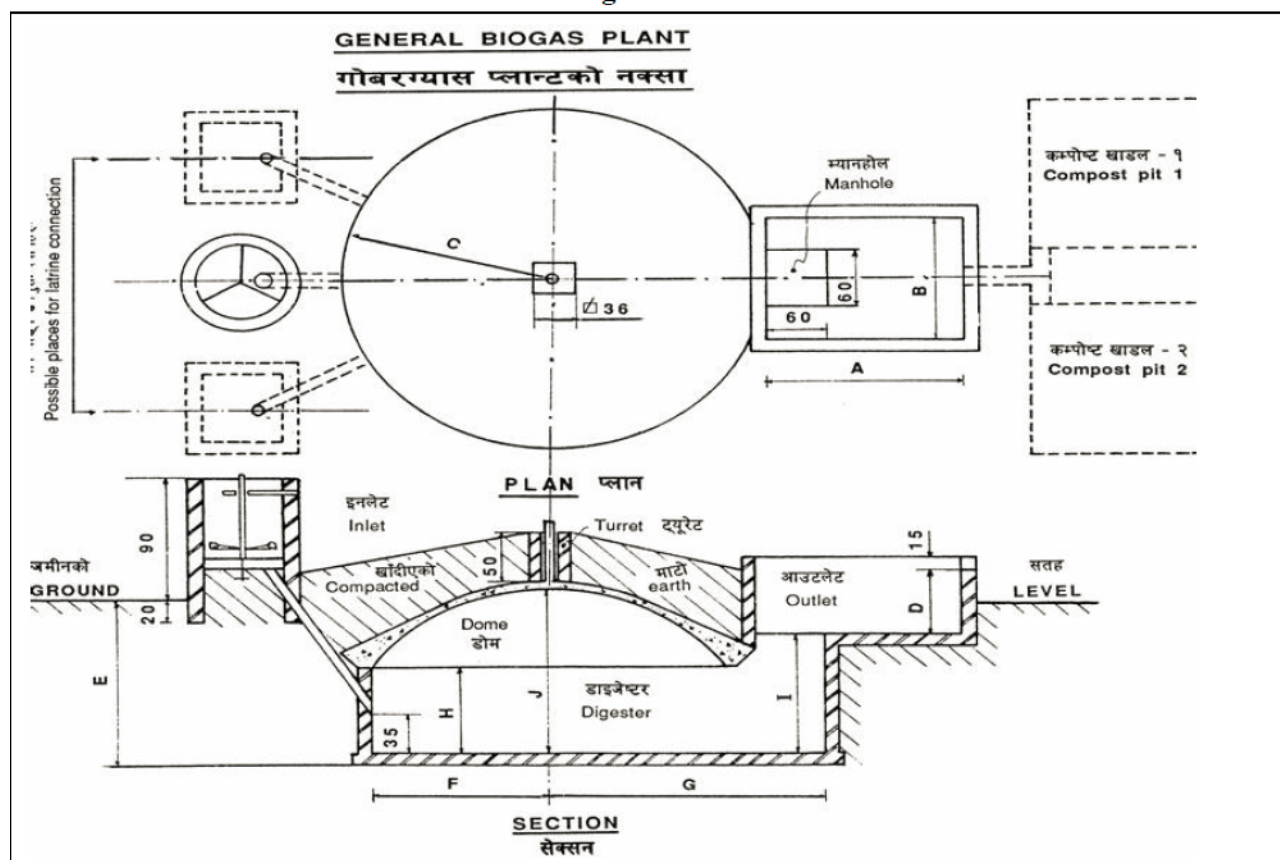 GENERAL BIOGAS PLANT
गोबरग्यास प्लान्टको नक्सा
Possible places for latrine connection
C
36
म्यानहोल
Manhole
60
60
B
A
कम्पोष्ट खाडल - १
Compost pit 1
कम्पोष्ट खाडल - २
Compost pit 2
PLAN प्लान
इनलेट
Inlet
90
20
जमीनको
GROUND
खाँदीएको
Compacted
50
Turret ट्यूरेट
माटो
earth
15
आउटलेट
Outlet
D
सतह
LEVEL
Dome
डोम
E
H
J
I
35
डाइजेष्टर
Digester
F
G
SECTION
सेक्सन